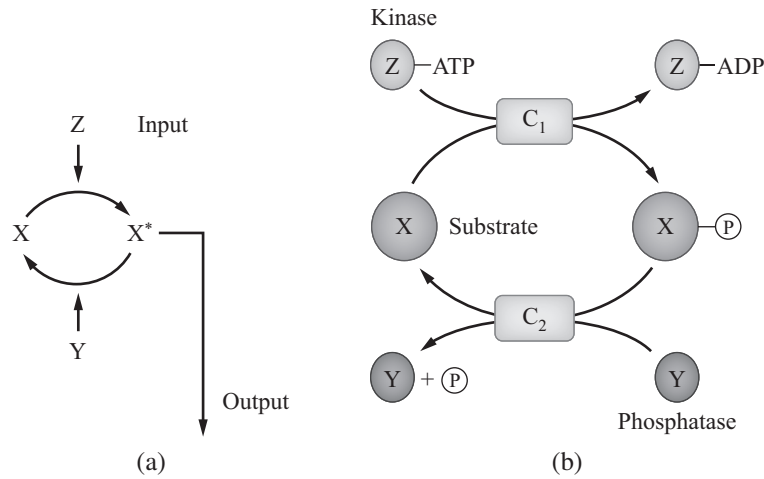 Z Input
X X*
Y
Output
(a)
Kinase
Z ATP Z ADP
C1
X Substrate X P
C2
Y + P Y
Phosphatase
(b)